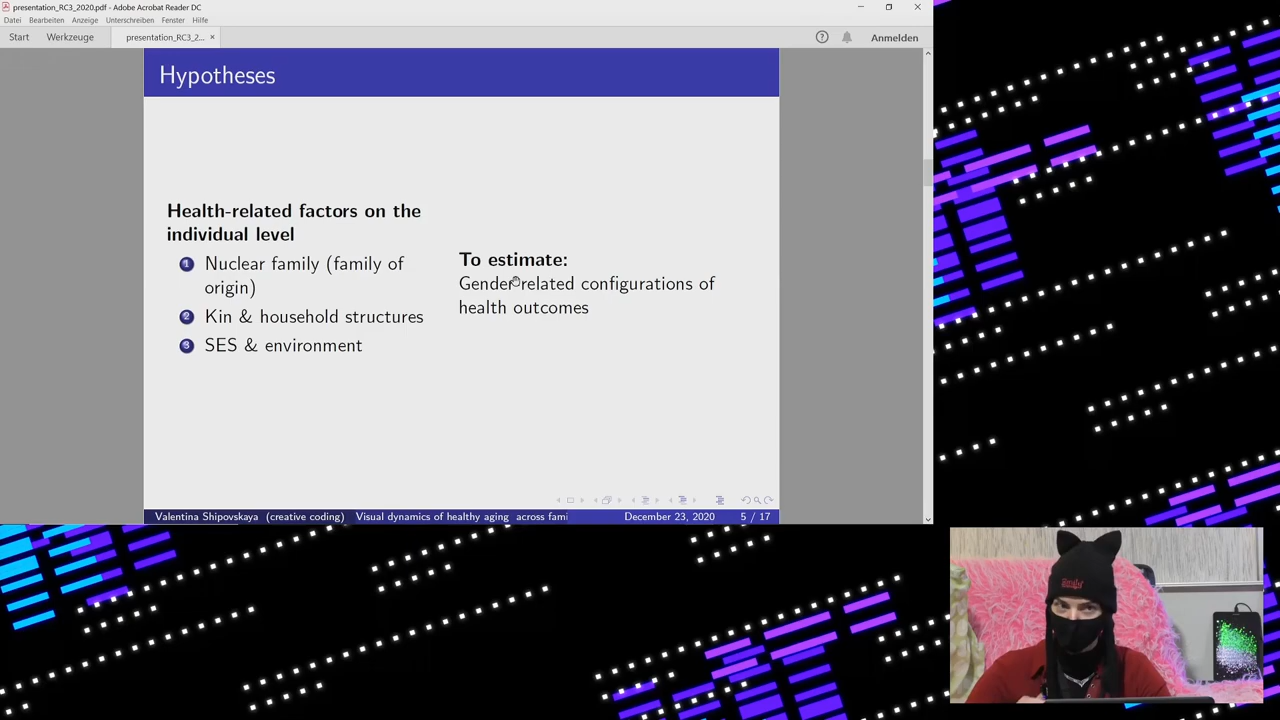 presentation_RC3_2020.pdf - Adobe Acrobat Reader DC
Datei Bearbeiten Anzeige Unterschreiben Fenster Hilfe
Start Werkzeuge presentation_RC3_2... × Anmelden
Hypotheses
Health-related factors on the
individual level
1 Nuclear family (family of
origin)
2 Kin & household structures
3 SES & environment
To estimate:
Gender-related configurations of
health outcomes
Valentina Shipovskaya (creative coding) Visual dynamics of healthy aging across fami December 23, 2020 5 / 17